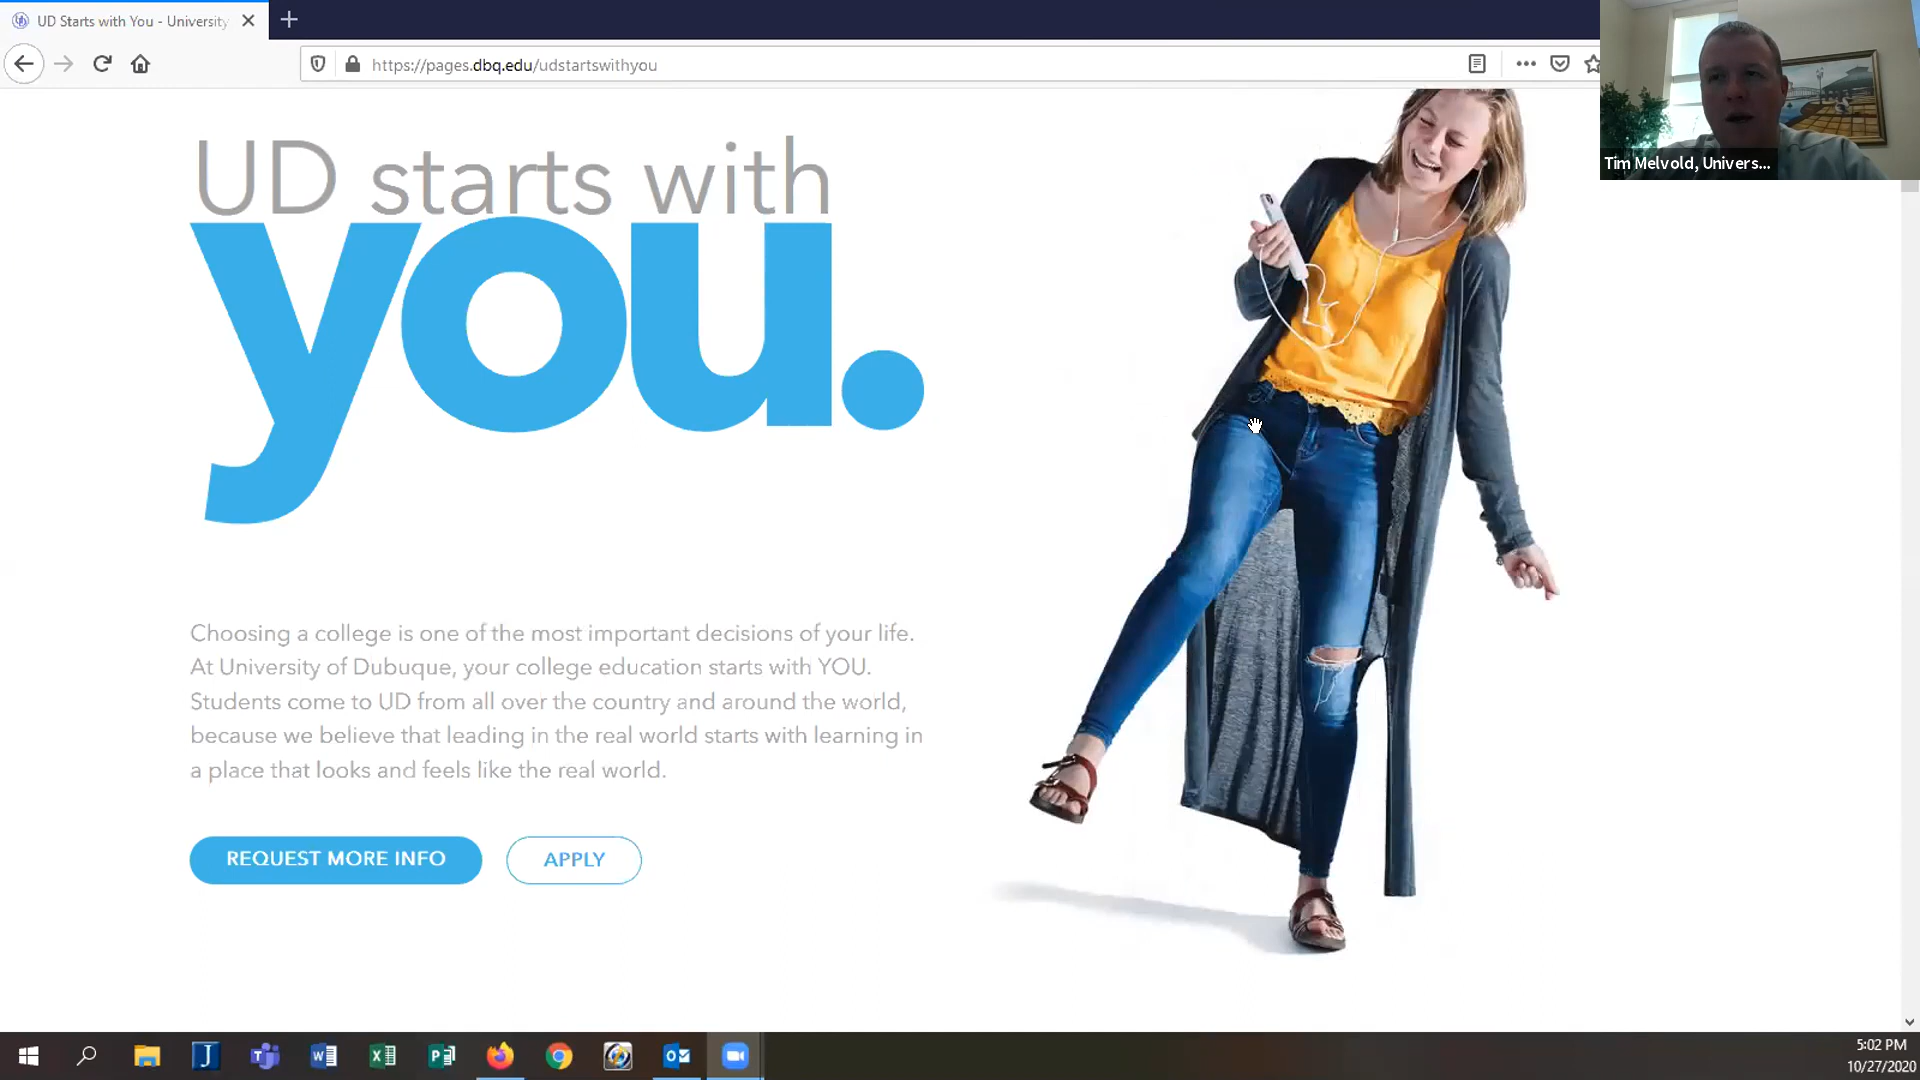 UD Starts with You - University
https://pages.dbq.edu/udstartswithyou
Tim Melvold, Univers...
UD starts with
you.
Choosing a college is one of the most important decisions of your life.
At University of Dubuque, your college education starts with YOU.
Students come to UD from all over the country and around the world,
because we believe that leading in the real world starts with learning in
a place that looks and feels like the real world.
REQUEST MORE INFO
APPLY
5:02 PM
10/27/2020